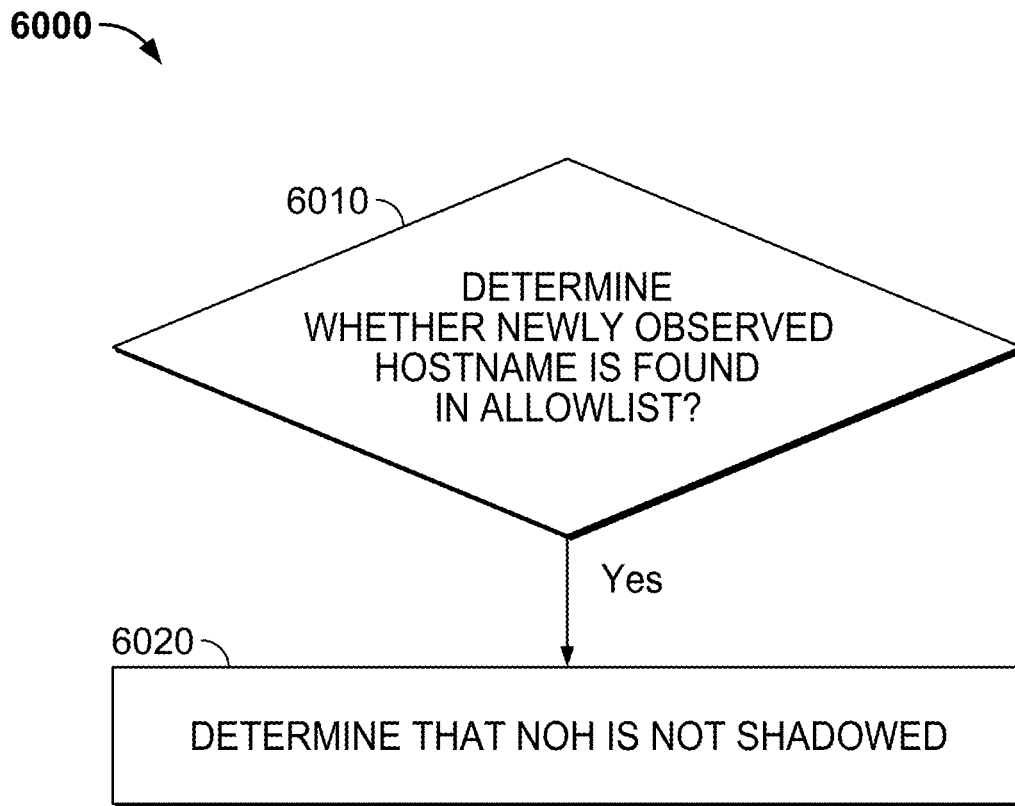 6000
6010
DETERMINE
WHETHER NEWLY OBSERVED
HOSTNAME IS FOUND
IN ALLOWLIST?
Yes
6020
DETERMINE THAT NOH IS NOT SHADOWED